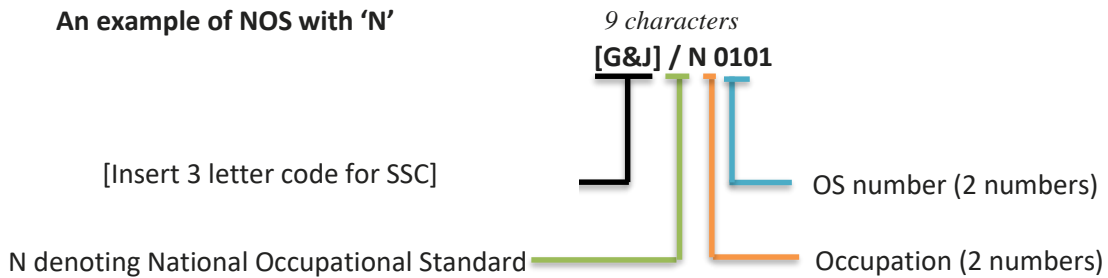 An example of NOS with ‘N’
9 characters
[G&J] / N 0101
[Insert 3 letter code for SSC]
OS number (2 numbers)
N denoting National Occupational Standard
Occupation (2 numbers)